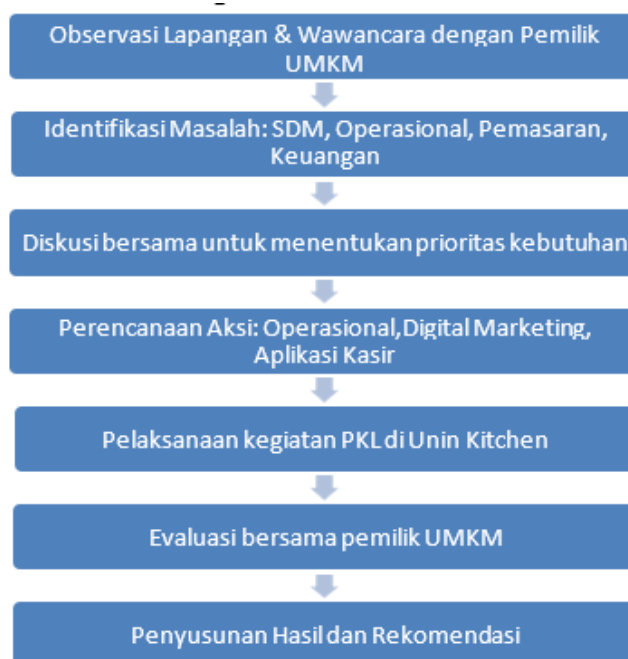 Observasi Lapangan & Wawancara dengan Pemilik
UMKM
Identifikasi Masalah: SDM, Operasional, Pemasaran,
Keuangan
Diskusi bersama untuk menentukan prioritas kebutuhan
Perencanaan Aksi: Operasional,Digital Marketing,
Aplikasi Kasir
Pelaksanaan kegiatan PKL di Unin Kitchen
Evaluasi bersama pemilik UMKM
Penyusunan Hasil dan Rekomendasi